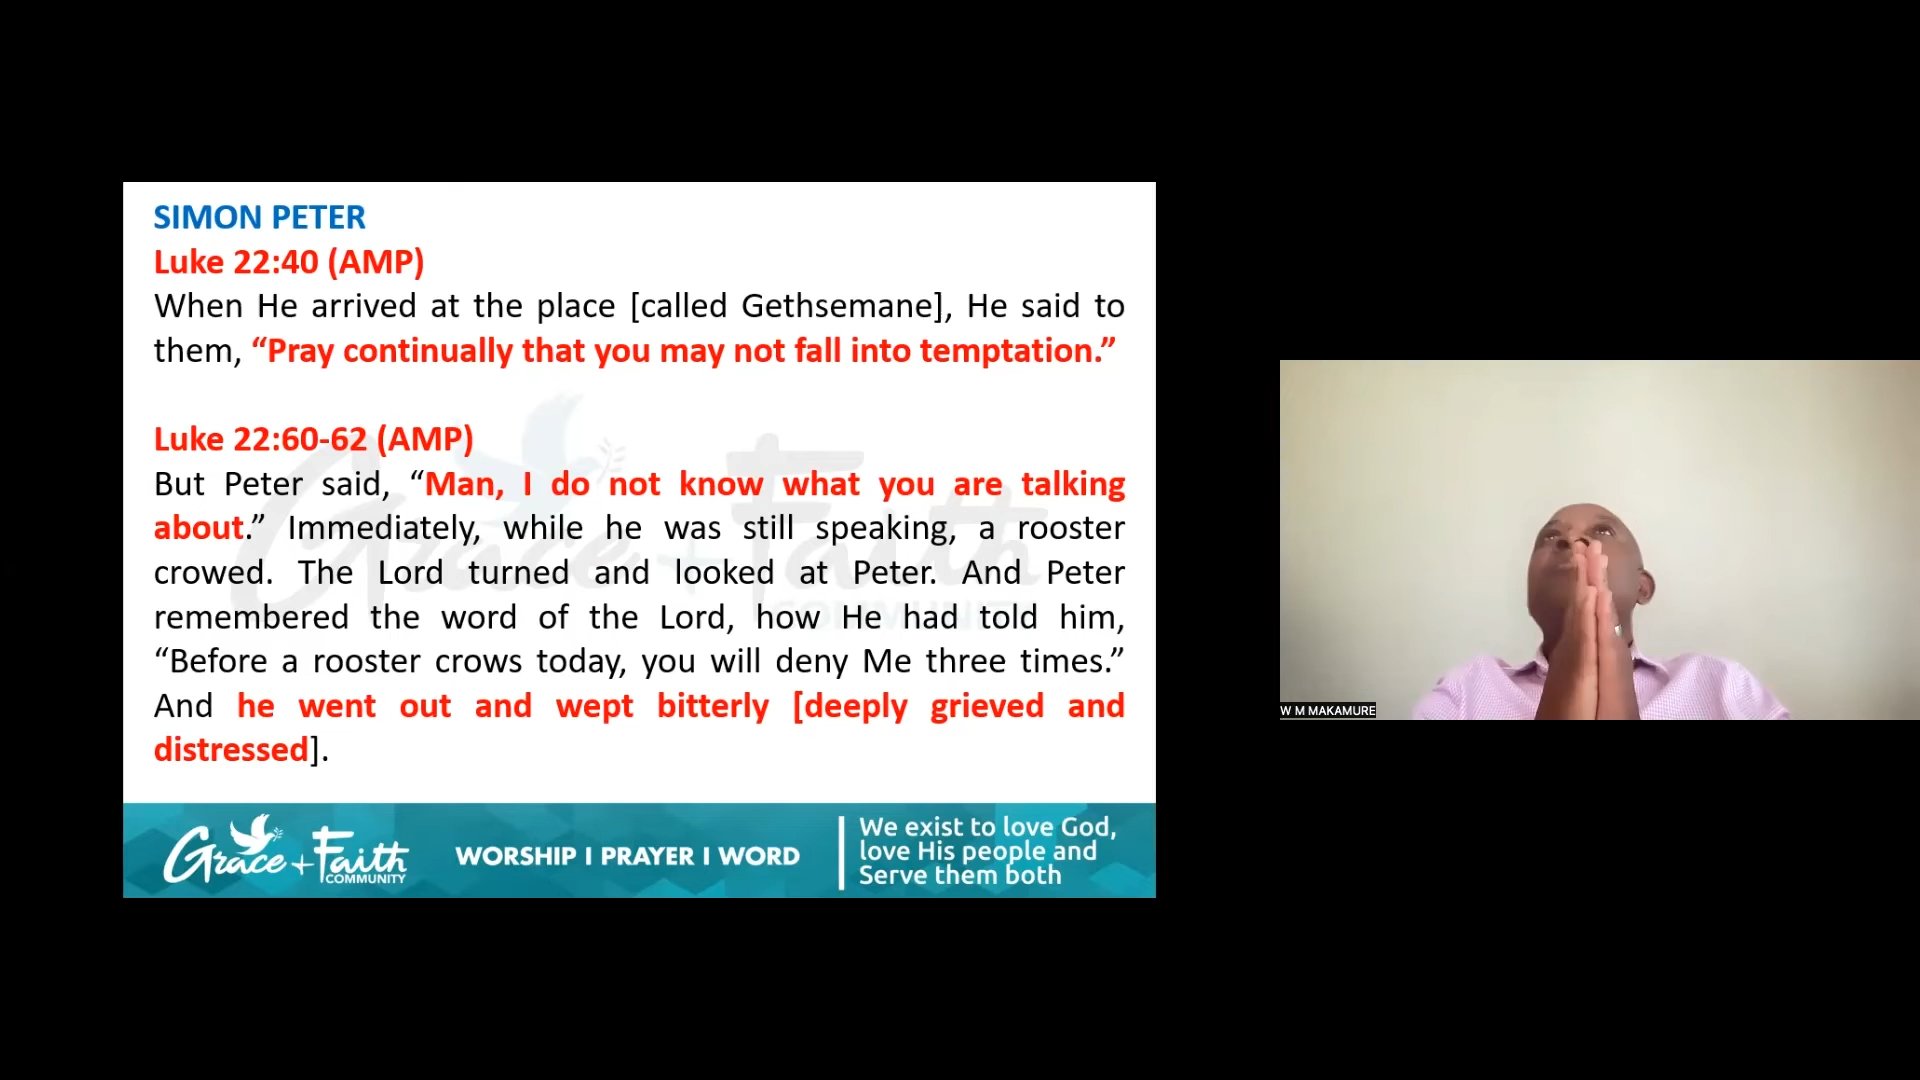 SIMON PETER
Luke 22:40 (AMP)
When He arrived at the place [called Gethsemane], He said to
them, “Pray continually that you may not fall into temptation.”
Luke 22:60-62 (AMP)
But Peter said, “Man, I do not know what you are talking
about.” Immediately, while he was still speaking, a rooster
crowed. The Lord turned and looked at Peter. And Peter
remembered the word of the Lord, how He had told him,
“Before a rooster crows today, you will deny Me three times.”
And he went out and wept bitterly [deeply grieved and
distressed].
Grace + Faith
COMMUNITY
Grace + Faith
COMMUNITY
WORSHIP I PRAYER I WORD
We exist to love God,
love His people and
Serve them both
W M MAKAMURE